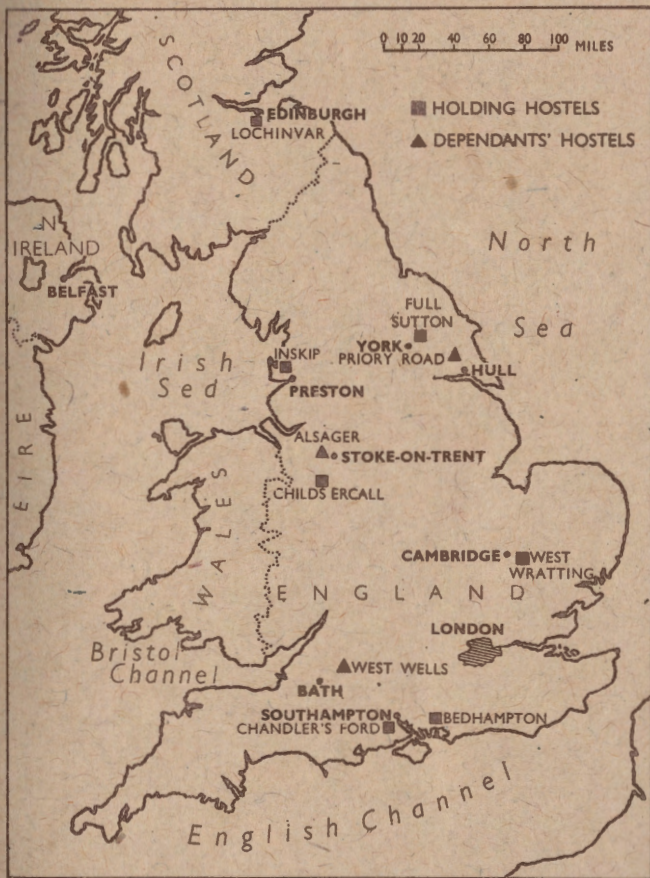 0 10 20 40 60 80 100 MILES
HOLDING HOSTELS
DEPENDANTS' HOSTELS
SCOTLAND
EDINBURGH
LOCHINVAR
N
IRELAND
BELFAST
North
Sea
FULL
SUTTON
YORK
PRIORY ROAD
HULL
Irish
Sea
INSKIP
PRESTON
EIRE
ALSAGER
STOKE-ON-TRENT
CHILDS ERCALL
WALES
CAMBRIDGE
WEST
WRATTING
ENGLAND
LONDON
Bristol
Channel
WEST WELLS
BATH
SOUTHAMPTON
CHANDLER'S FORD
BEDHAMPTON
English Channel